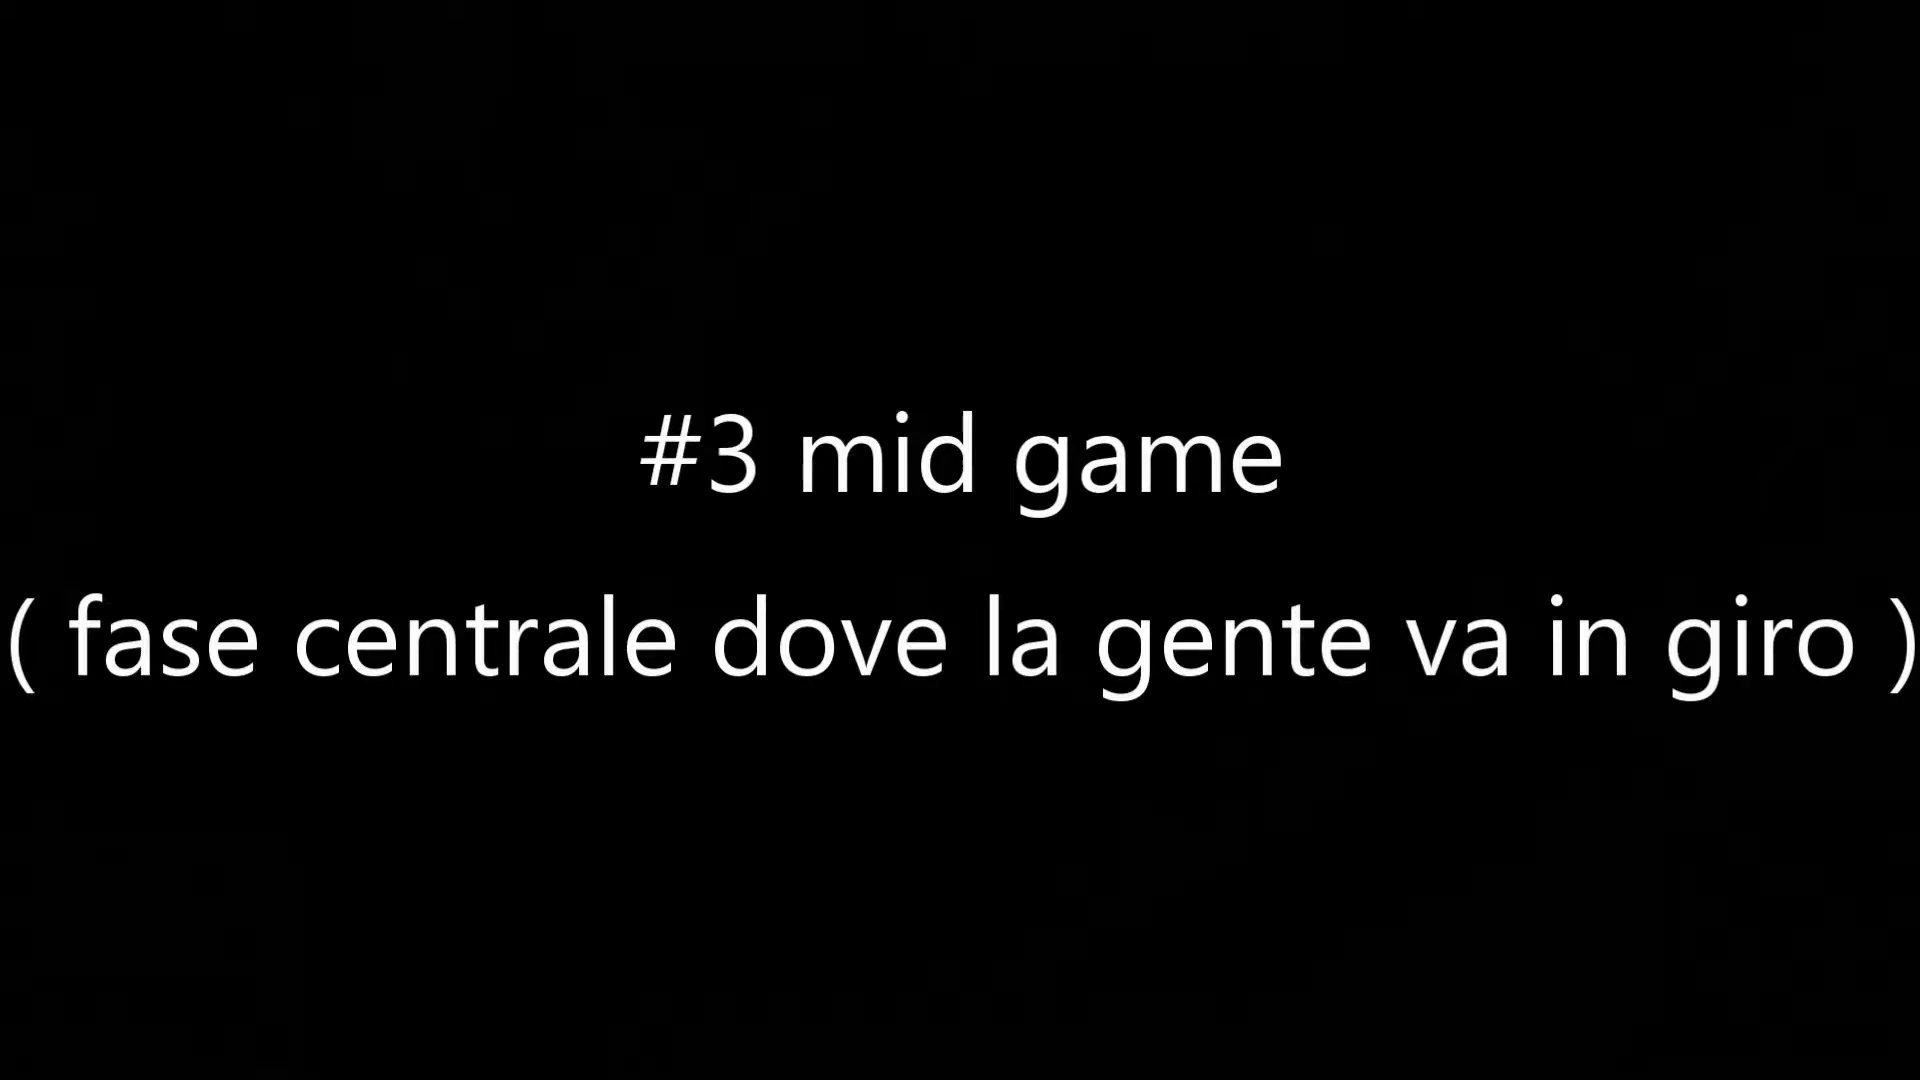 #3 mid game
( fase centrale dove la gente va in giro )